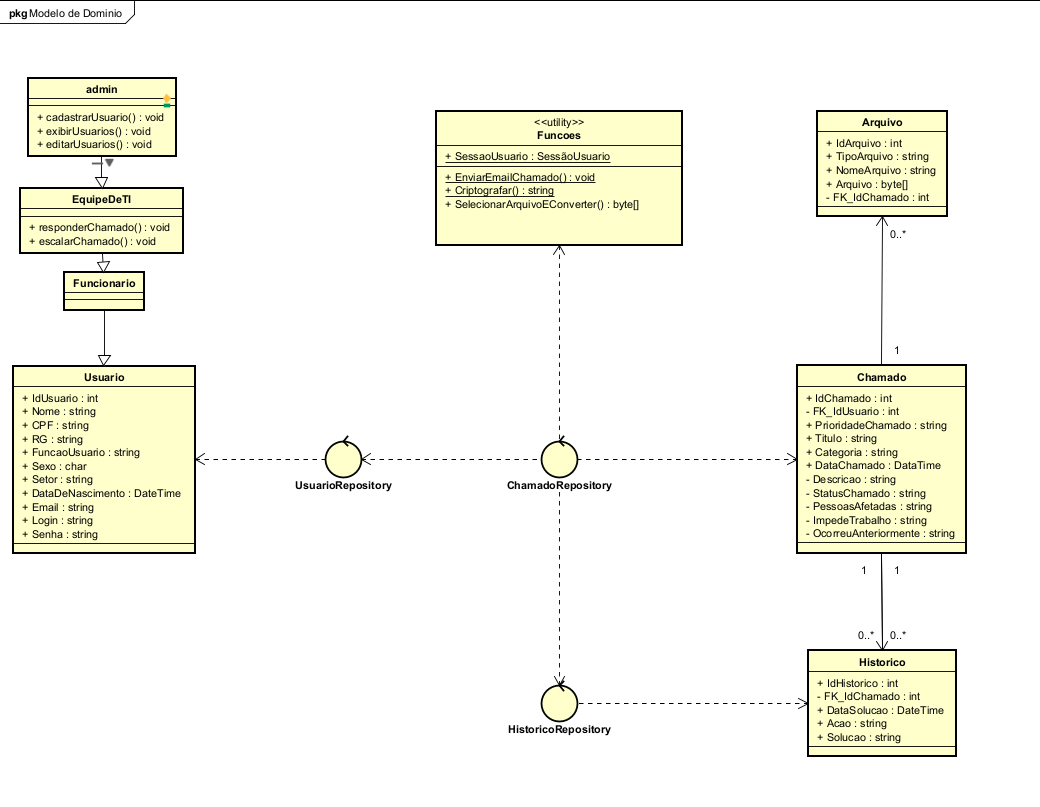 pkg Modelo de Dominio
admin
+ cadastrarUsuario() : void
+ exibirUsuarios() : void
+ editarUsuarios() : void
EquipeDeTI
+ responderChamado() : void
+ escalarChamado() : void
Funcionario
Usuario
+ IdUsuario : int
+ Nome : string
+ CPF : string
+ RG : string
+ FuncaoUsuario : string
+ Sexo : char
+ Setor : string
+ DataDeNascimento : DateTime
+ Email : string
+ Login : string
+ Senha : string
<<utility>>
Funcoes
+ SessaoUsuario : SessãoUsuario
+ EnviarEmailChamado() : void
+ Criptografar() : string
+ SelecionarArquivoEConverter() : byte[]
UsuarioRepository
ChamadoRepository
HistoricoRepository
Arquivo
+ IdArquivo : int
+ TipoArquivo : string
+ NomeArquivo : string
+ Arquivo : byte[]
- FK_IdChamado : int
0..*
1
Chamado
+ IdChamado : int
- FK_IdUsuario : int
+ PrioridadeChamado : string
+ Titulo : string
+ Categoria : string
+ DataChamado : DateTime
- Descricao : string
- StatusChamado : string
- PessoasAfetadas : string
- ImpedeTrabalho : string
- OcorreuAnteriormente : string
1 1
0..* 0..*
Historico
+ IdHistorico : int
- FK_IdChamado : int
+ DataSolucao : DateTime
+ Acao : string
+ Solucao : string